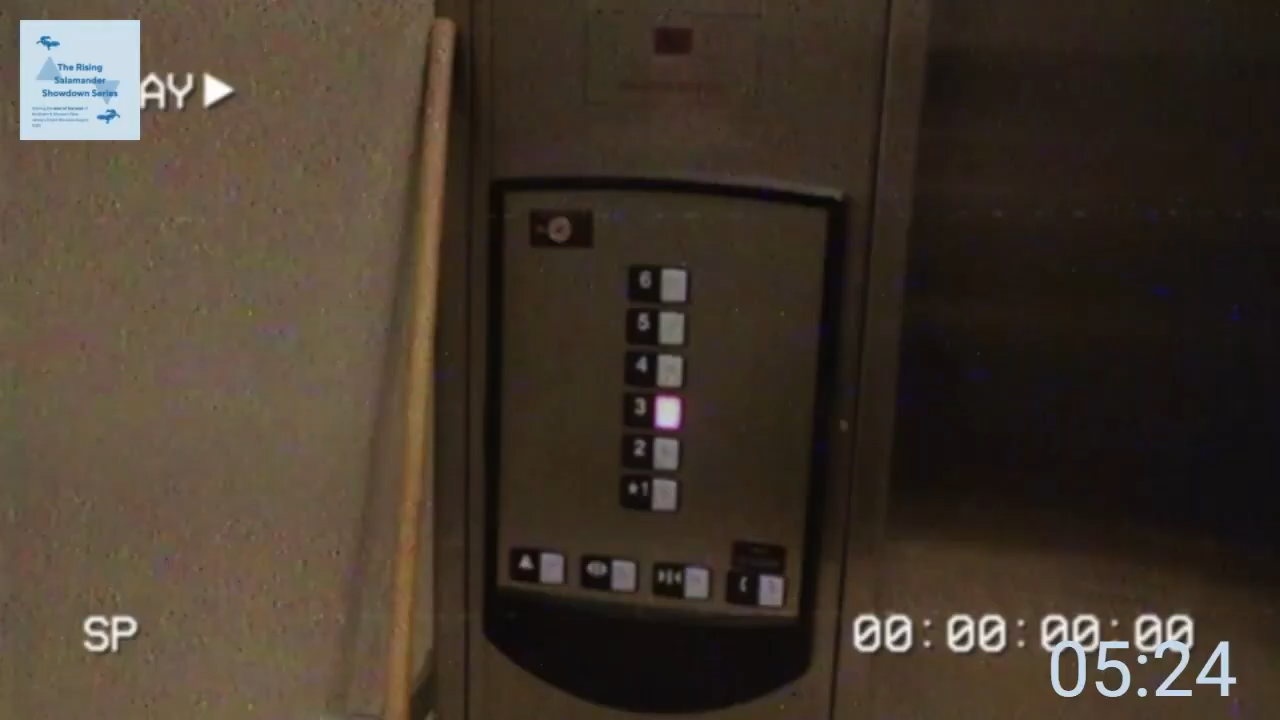 The Rising
Salamander
Showdown Series
AY
6
5
4
3
2
★1
SP
00:00:00:00
05:24